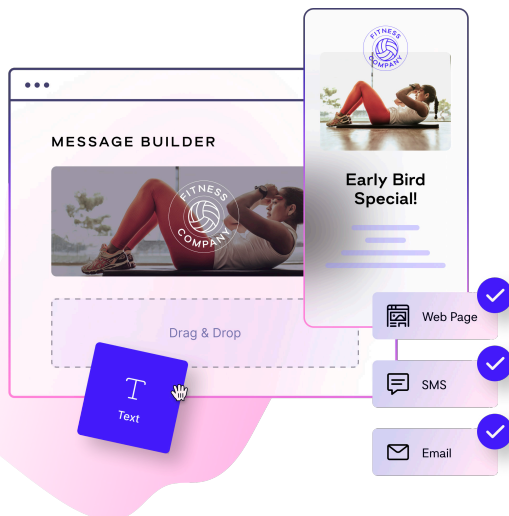 FITNESS
COMPANY
MESSAGE BUILDER
FITNESS
COMPANY
Early Bird
Special!
Drag & Drop
Text
Web Page
SMS
Email